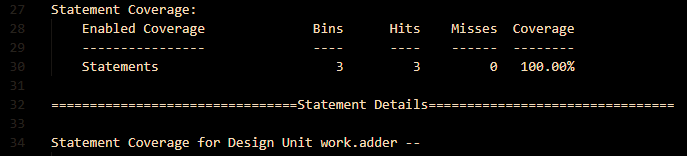 27 Statement Coverage:
28     Enabled Coverage              Bins      Hits    Misses  Coverage
29     ----------------              ----      ----    ------  --------
30     Statements                       3         3         0   100.00%
31
32 ================================Statement Details================================
33
34 Statement Coverage for Design Unit work.adder --